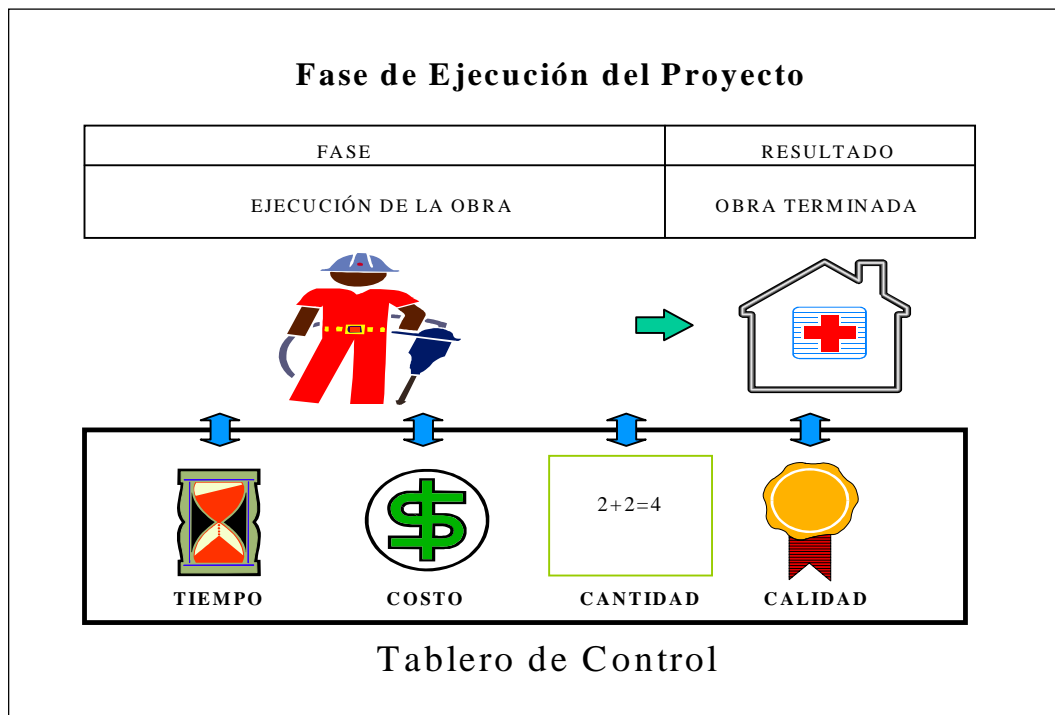 Fase de Ejecución del Proyecto
FASE RESULTADO
EJECUCIÓN DE LA OBRA OBRA TERMINADA
2+2=4
TIEMPO COSTO CANTIDAD CALIDAD
Tablero de Control